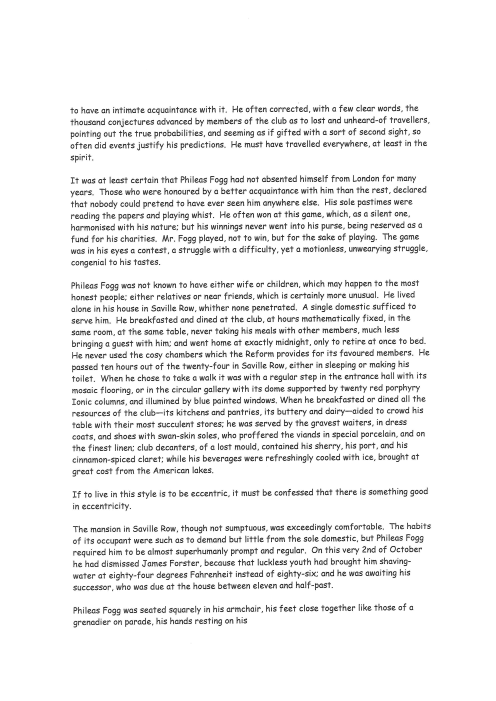 to have an intimate acquaintance with it. He often corrected, with a few clear words, the
thousand conjectures advanced by members of the club as to lost and unheard-of travellers,
pointing out the true probabilities, and seeming as if gifted with a sort of second sight, so
often did events justify his predictions. He must have travelled everywhere, at least in the
spirit.

It was at least certain that Phileas Fogg had not absented himself from London for many
years. Those who were honoured by a better acquaintance with him than the rest, declared
that nobody could pretend to have ever seen him anywhere else. His sole pastimes were
reading the papers and playing whist. He often won at this game, which, as a silent one,
harmonised with his nature; but his winnings never went into his purse, being reserved as a
fund for his charities. Mr. Fogg played, not to win, but for the sake of playing. The game
was in his eyes a contest, a struggle with a difficulty, yet a motionless, unwearying struggle,
congenial to his tastes.

Phileas Fogg was not known to have either wife or children, which may happen to the most
honest people; either relatives or near friends, which is certainly more unusual. He lived
alone in his house in Saville Row, whither none penetrated. A single domestic sufficed to
serve him. He breakfasted and dined at the club, at hours mathematically fixed, in the
same room, at the same table, never taking his meals with other members, much less
bringing a guest with him; and went home at exactly midnight, only to retire at once to bed.
He never used the cosy chambers which the Reform provides for its favoured members. He
passed ten hours out of the twenty-four in Saville Row, either in sleeping or making his
toilet. When he chose to take a walk it was with a regular step in the entrance hall with its
mosaic flooring, or in the circular gallery with its dome supported by twenty red porphyry
Ionic columns, and illumined by blue painted windows. When he breakfasted or dined all the
resources of the club—its kitchens and pantries, its buttery and dairy—aided to crowd his
table with their most succulent stores; he was served by the gravest waiters, in dress
coats, and shoes with swan-skin soles, who proffered the viands in special porcelain, and on
the finest linen; club decanters, of a lost mould, contained his sherry, his port, and his
cinnamon-spiced claret; while his beverages were refreshingly cooled with ice, brought at
great cost from the American lakes.

If to live in this style is to be eccentric, it must be confessed that there is something good
in eccentricity.

The mansion in Saville Row, though not sumptuous, was exceedingly comfortable. The habits
of its occupant were such as to demand but little from the sole domestic, but Phileas Fogg
required him to be almost superhumanly prompt and regular. On this very 2nd of October
he had dismissed James Forster, because that luckless youth had brought him shaving-
water at eighty-four degrees Fahrenheit instead of eighty-six; and he was awaiting his
successor, who was due at the house between eleven and half-past.

Phileas Fogg was seated squarely in his armchair, his feet close together like those of a
grenadier on parade, his hands resting on his